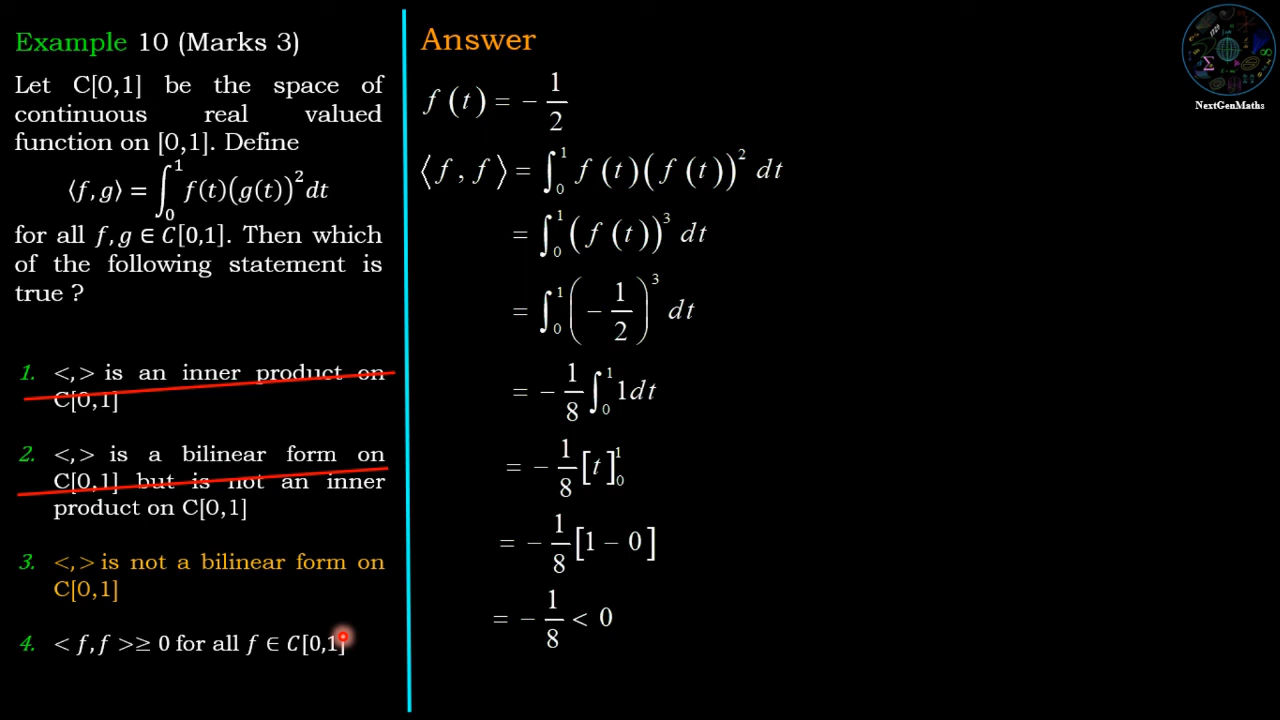 Example 10 (Marks 3)
Let C[0,1] be the space of
continuous real valued
function on [0,1]. Define
⟨f,g⟩ = ∫₀¹ f(t)(g(t))² dt
for all f,g ∈ C[0,1]. Then which
of the following statement is
true ?
1. <,> is an inner product on
C[0,1]
2. <,> is a bilinear form on
C[0,1] but is not an inner
product on C[0,1]
3. <,> is not a bilinear form on
C[0,1]
4. < f,f >≥ 0 for all f ∈ C[0,1]
Answer
f(t) = − 1/2
⟨f,f⟩ = ∫₀¹ f(t)(f(t))² dt
= ∫₀¹ (f(t))³ dt
= ∫₀¹ (− 1/2)³ dt
= − 1/8 ∫₀¹ 1dt
= − 1/8 [t]₀¹
= − 1/8 [1 − 0]
= − 1/8 < 0
NextGenMaths